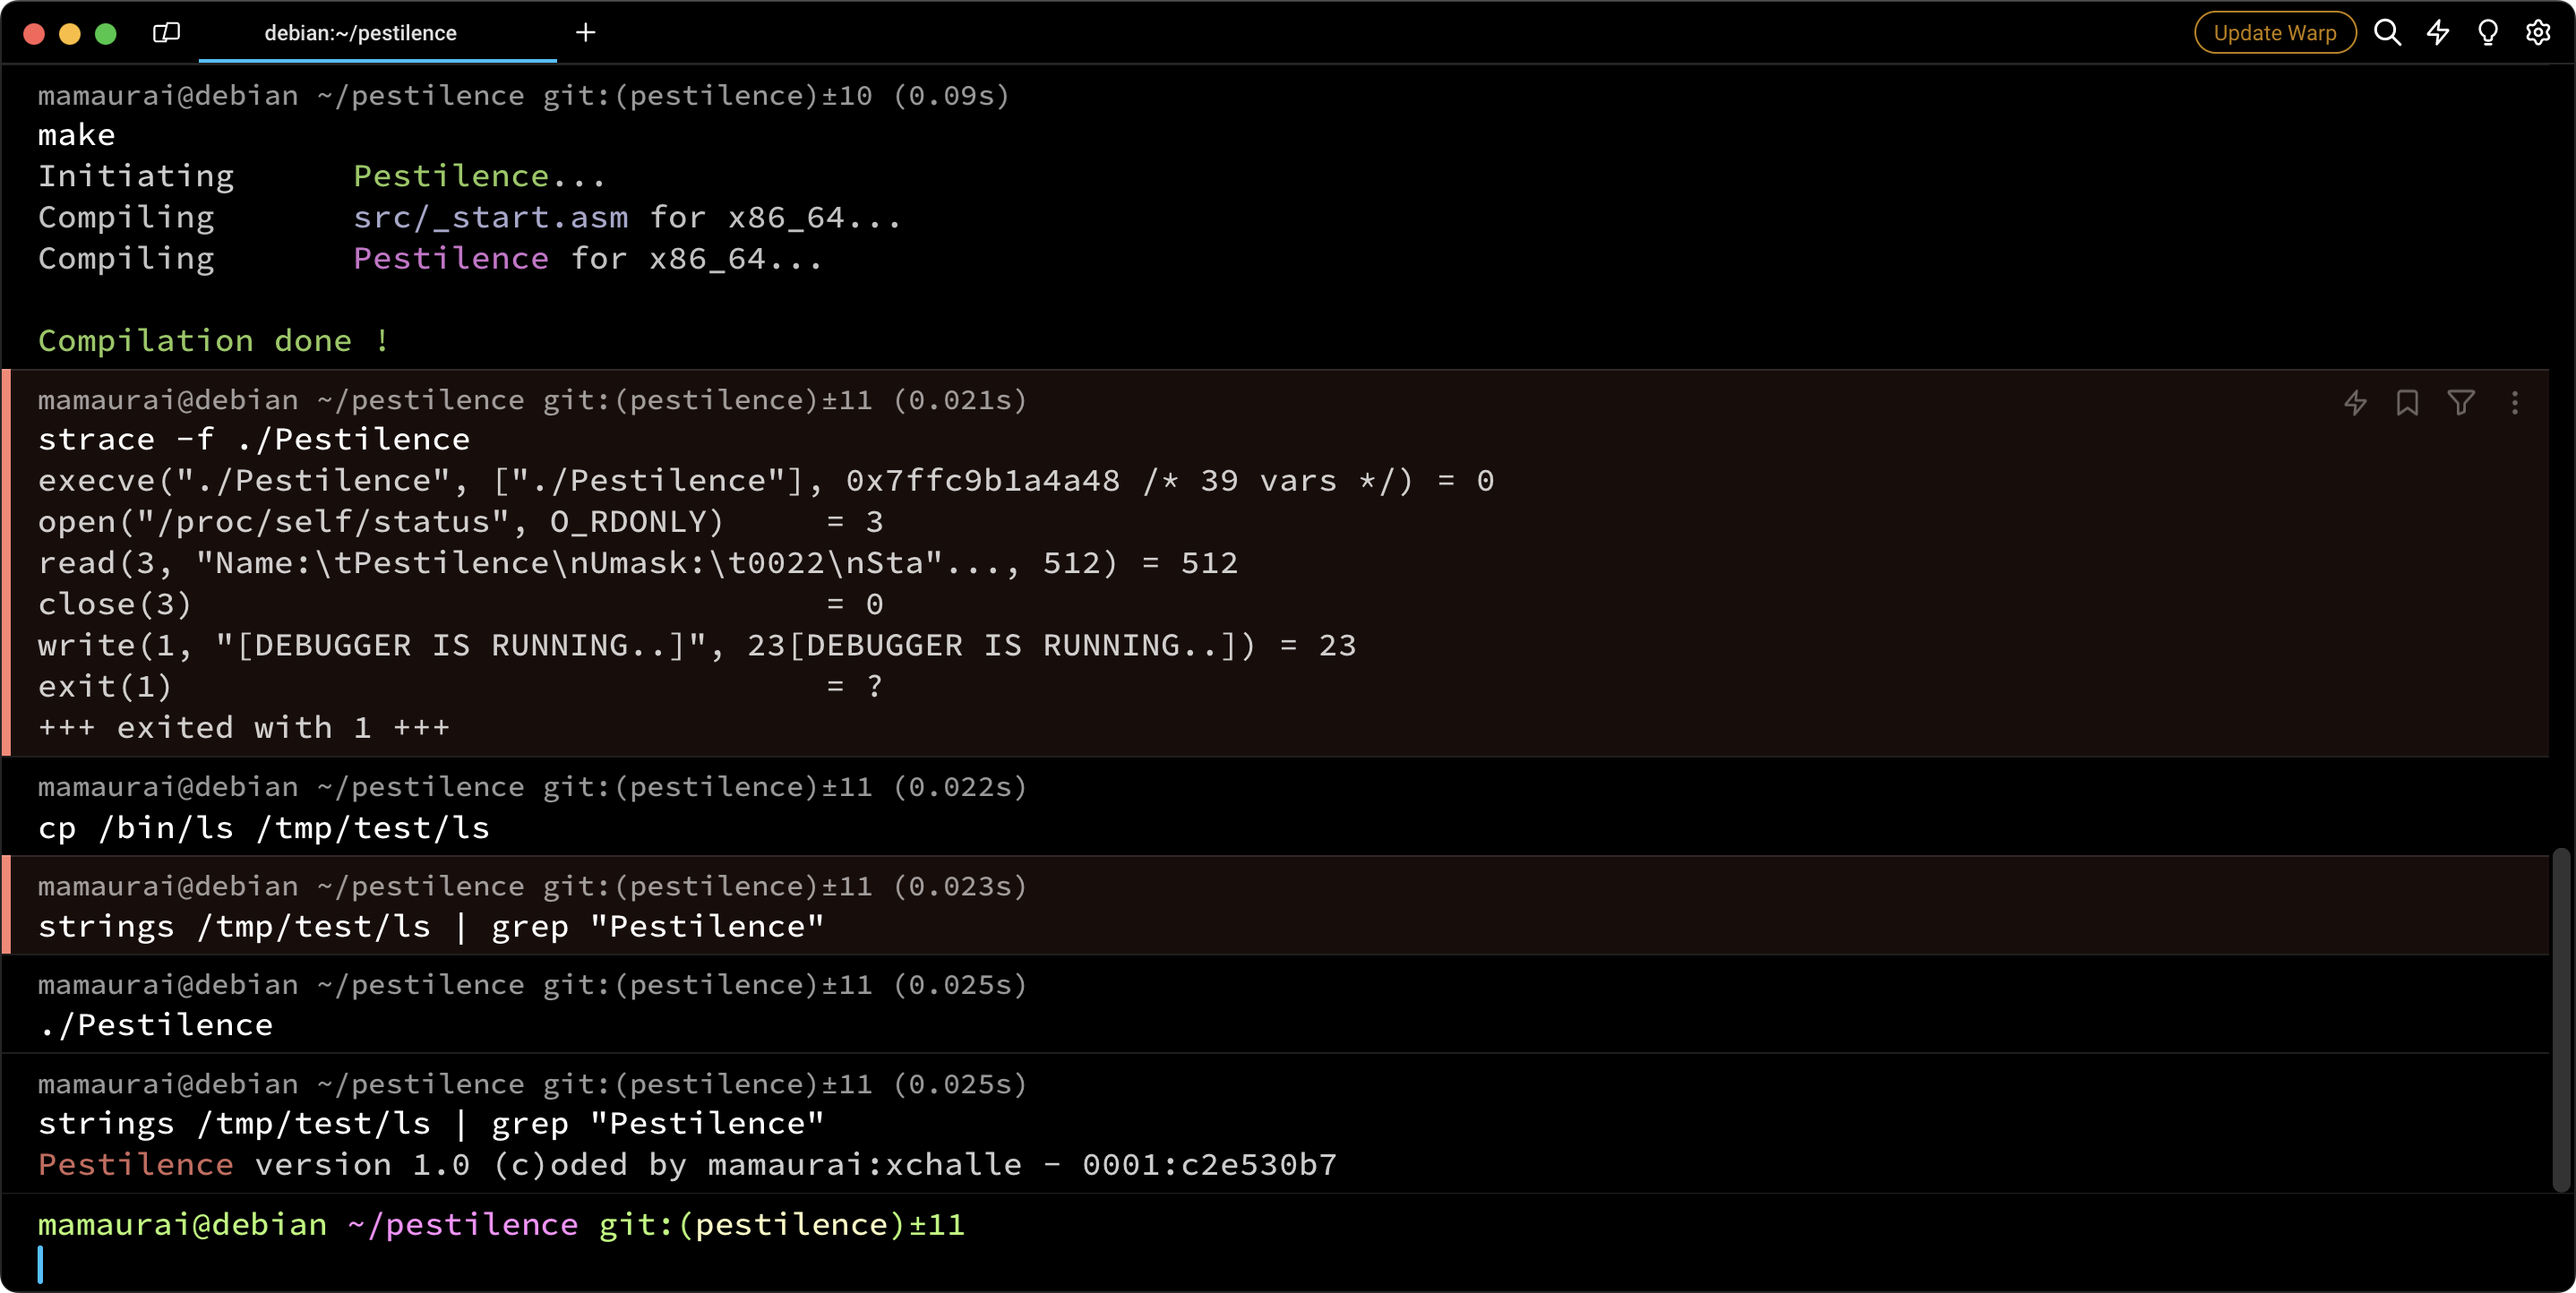 debian:~/pestilence
Update Warp
mamaurai@debian ~/pestilence git:(pestilence)±10 (0.09s)
make
Initiating Pestilence...
Compiling src/_start.asm for x86_64...
Compiling Pestilence for x86_64...
Compilation done !
mamaurai@debian ~/pestilence git:(pestilence)±11 (0.021s)
strace -f ./Pestilence
execve("./Pestilence", ["./Pestilence"], 0x7ffc9b1a4a48 /* 39 vars */) = 0
open("/proc/self/status", O_RDONLY) = 3
read(3, "Name:\tPestilence\nUmask:\t0022\nSta"..., 512) = 512
close(3) = 0
write(1, "[DEBUGGER IS RUNNING..]", 23[DEBUGGER IS RUNNING..]) = 23
exit(1) = ?
+++ exited with 1 +++
mamaurai@debian ~/pestilence git:(pestilence)±11 (0.022s)
cp /bin/ls /tmp/test/ls
mamaurai@debian ~/pestilence git:(pestilence)±11 (0.023s)
strings /tmp/test/ls | grep "Pestilence"
mamaurai@debian ~/pestilence git:(pestilence)±11 (0.025s)
./Pestilence
mamaurai@debian ~/pestilence git:(pestilence)±11 (0.025s)
strings /tmp/test/ls | grep "Pestilence"
Pestilence version 1.0 (c)oded by mamaurai:xchalle - 0001:c2e530b7
mamaurai@debian ~/pestilence git:(pestilence)±11